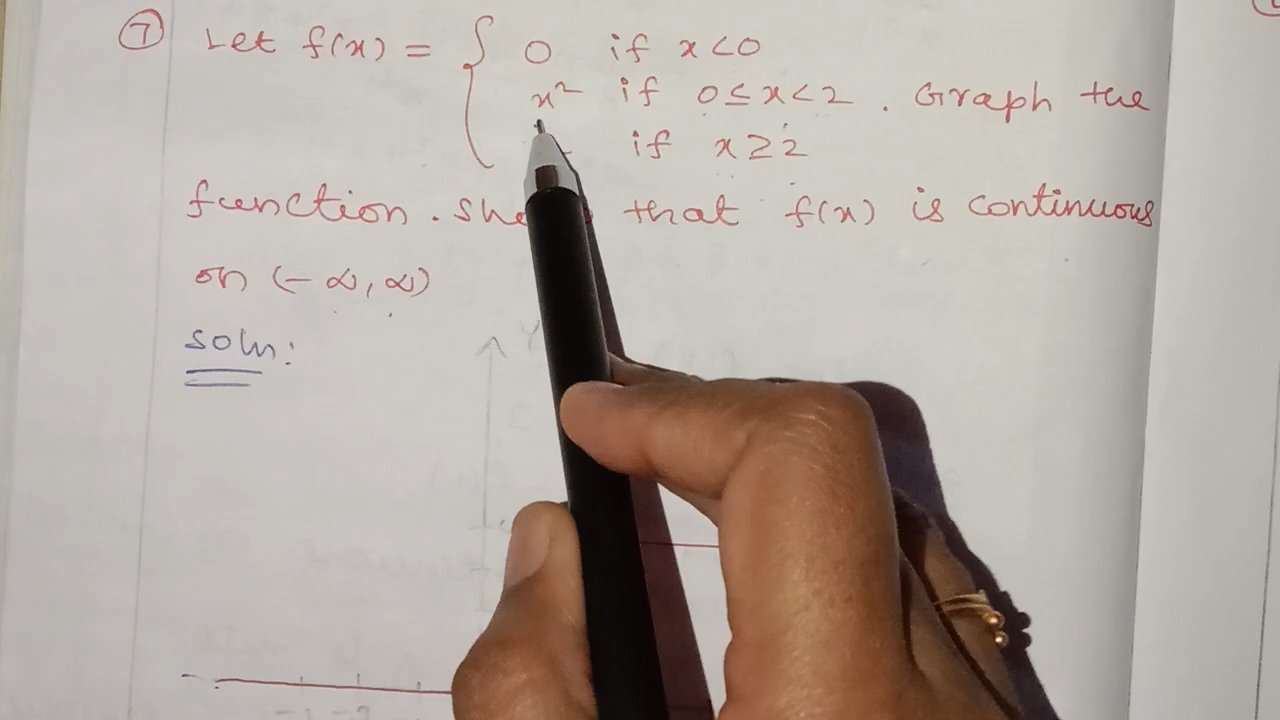 ⑦ Let f(x) = { 0 if x<0
x² if 0≤x<2 . Graph the
if x≥2
function. that f(x) is continuous
on (-∞, ∞)
Soln:
Y